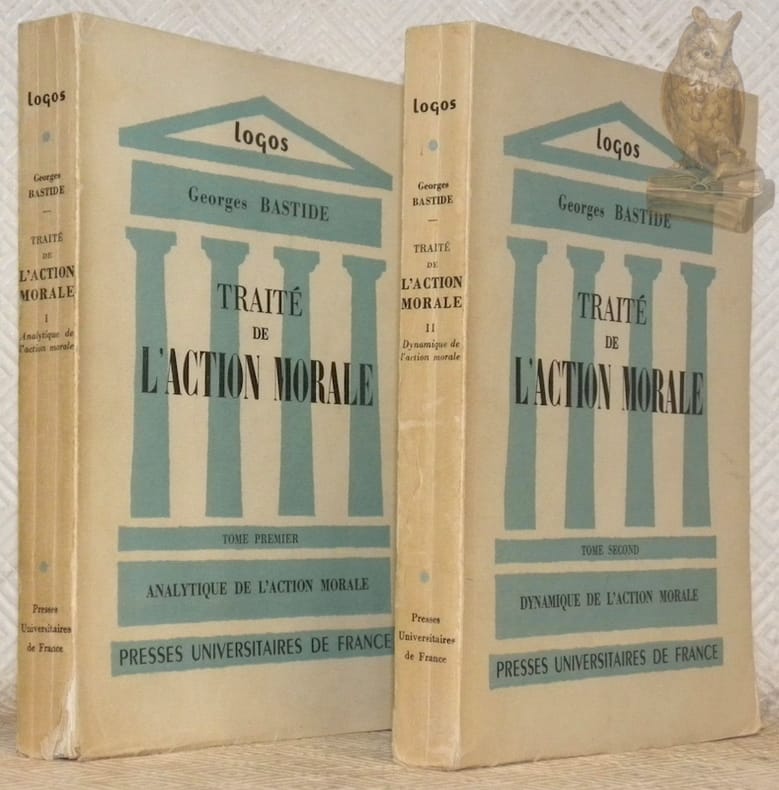 Logos
Georges
BASTIDE
TRAITÉ
DE
L'ACTION
MORALE
I
Analytique de
l'action morale
Presses
Universitaires
de France
Logos
Georges BASTIDE
TRAITÉ
DE
L'ACTION MORALE
TOME PREMIER
ANALYTIQUE DE L'ACTION MORALE
PRESSES UNIVERSITAIRES DE FRANCE
Logos
Georges
BASTIDE
TRAITÉ
DE
L'ACTION
MORALE
II
Dynamique de
l'action morale
Presses
Universitaires
de France
Logos
Georges BASTIDE
TRAITÉ
DE
L'ACTION MORALE
TOME SECOND
DYNAMIQUE DE L'ACTION MORALE
PRESSES UNIVERSITAIRES DE FRANCE